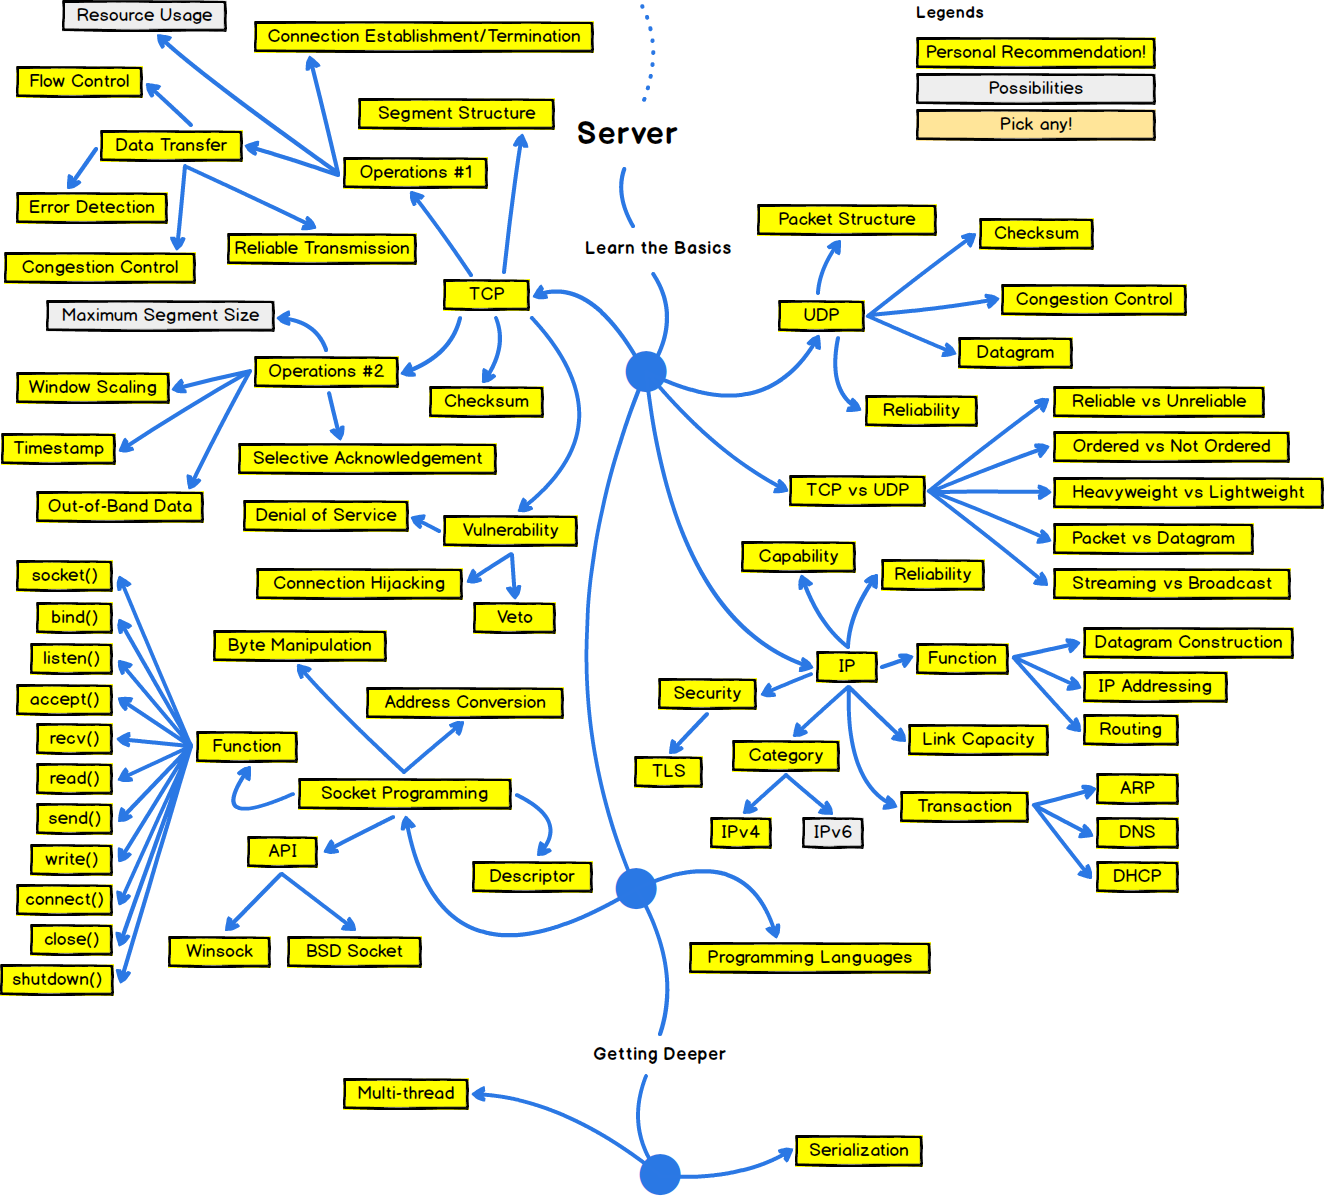 Resource Usage
Connection Establishment/Termination
Flow Control
Segment Structure
Data Transfer
Operations #1
Error Detection
Reliable Transmission
Congestion Control
TCP
Maximum Segment Size
Operations #2
Window Scaling
Checksum
Timestamp
Selective Acknowledgement
Out-of-Band Data
Denial of Service
Vulnerability
Connection Hijacking
Veto
Legends
Personal Recommendation!
Possibilities
Pick any!
Server
Learn the Basics
Packet Structure
Checksum
UDP
Congestion Control
Datagram
Reliability
TCP vs UDP
Reliable vs Unreliable
Ordered vs Not Ordered
Heavyweight vs Lightweight
Packet vs Datagram
Streaming vs Broadcast
Capability
Reliability
IP
Function
Datagram Construction
IP Addressing
Routing
Security
TLS
Category
Link Capacity
IPv4
IPv6
Transaction
ARP
DNS
DHCP
socket()
bind()
listen()
accept()
recv()
read()
send()
write()
connect()
close()
shutdown()
Byte Manipulation
Address Conversion
Function
Socket Programming
API
Descriptor
Winsock
BSD Socket
Programming Languages
Getting Deeper
Multi-thread
Serialization